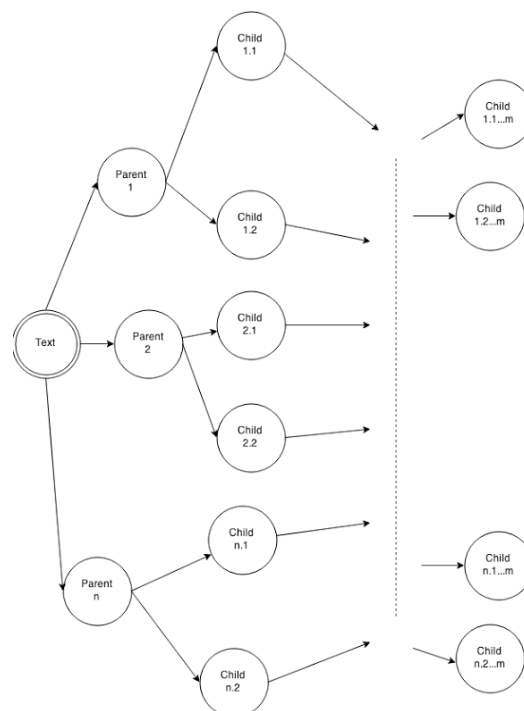 Child
1.1
Child
1.1...m
Parent
1
Child
1.2
Child
1.2...m
Text
Parent
2
Child
2.1
Child
2.2
Child
n.1
Child
n.1...m
Parent
n
Child
n.2
Child
n.2...m